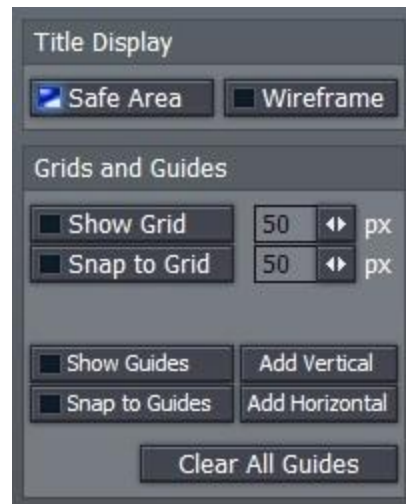 Title Display
Safe Area Wireframe
Grids and Guides
Show Grid 50 px
Snap to Grid 50 px
Show Guides Add Vertical
Snap to Guides Add Horizontal
Clear All Guides